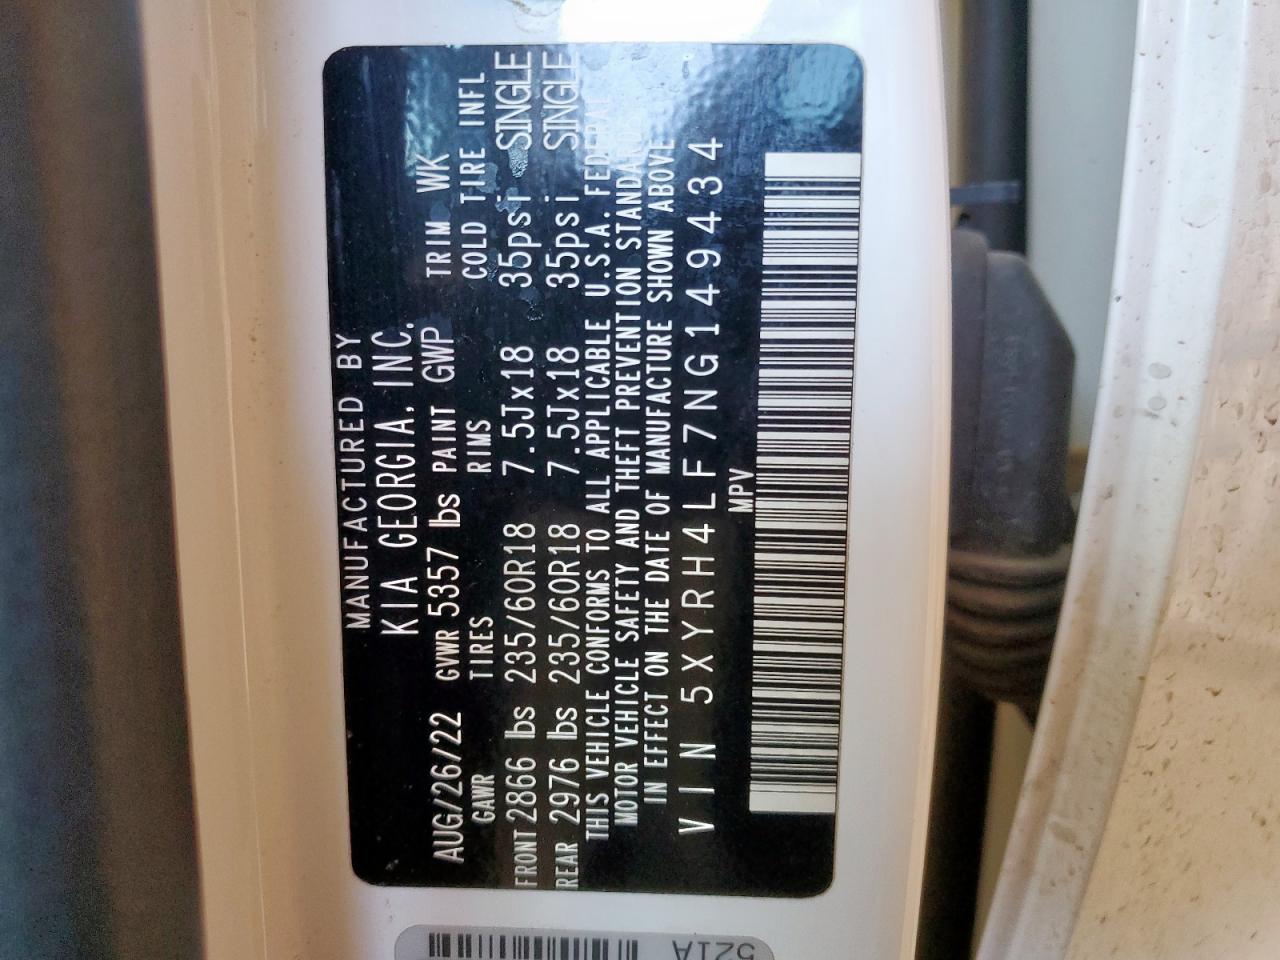 MANUFACTURED BY
KIA GEORGIA, INC.
AUG/26/22 GVWR 5357 lbs PAINT GWP TRIM WK
GAWR TIRES RIMS COLD TIRE INFL
FRONT 2866 lbs 235/60R18 7.5Jx18 35psi SINGLE
REAR 2976 lbs 235/60R18 7.5Jx18 35psi SINGLE
THIS VEHICLE CONFORMS TO ALL APPLICABLE U.S.A. FEDERAL
MOTOR VEHICLE SAFETY AND THEFT PREVENTION STANDARD
IN EFFECT ON THE DATE OF MANUFACTURE SHOWN ABOVE
VIN 5XYRH4LF7NG149434
MPV
521A